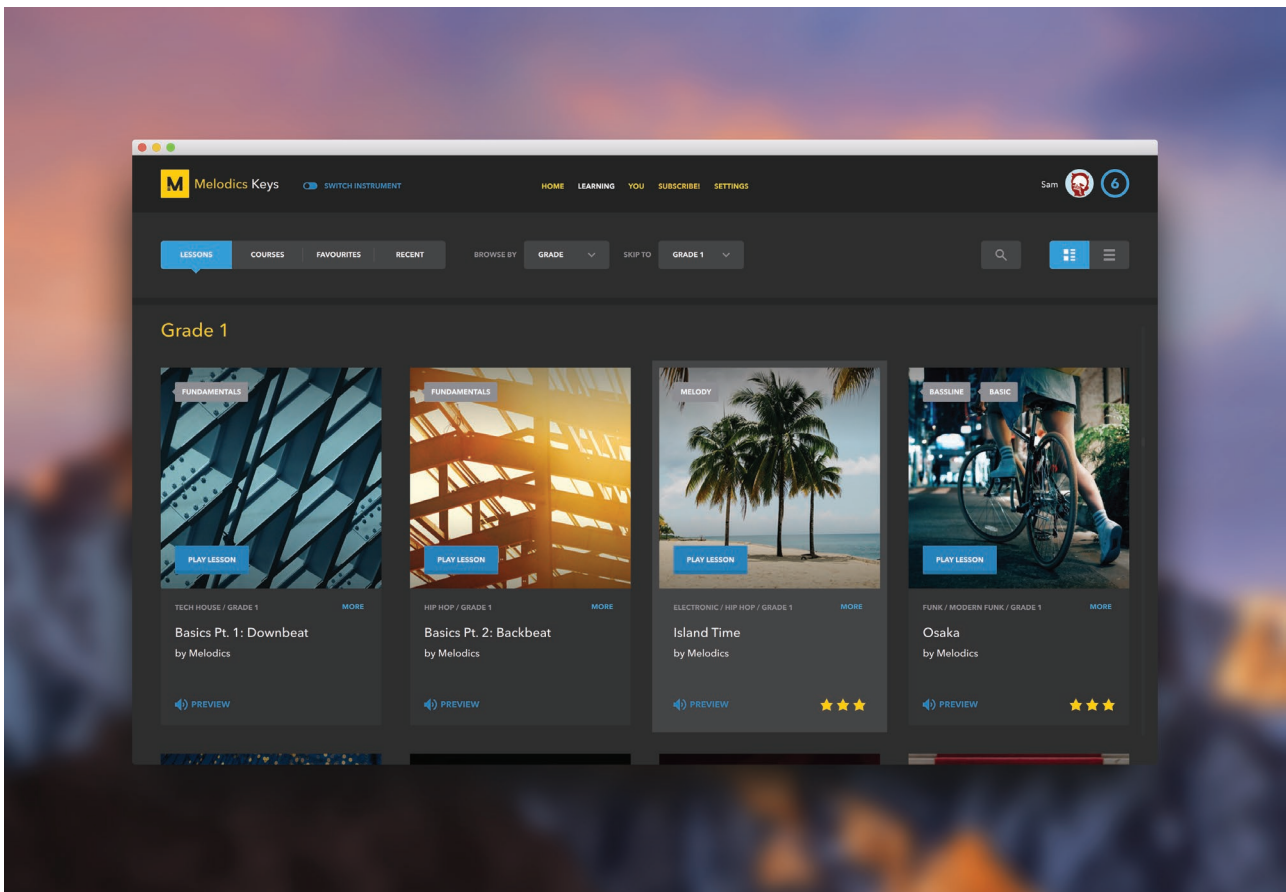 M Melodics Keys SWITCH INSTRUMENT HOME LEARNING YOU SUBSCRIBE! SETTINGS Sam 6
LESSONS COURSES FAVOURITES RECENT BROWSE BY GRADE SKIP TO GRADE 1
Grade 1
FUNDAMENTALS
PLAY LESSON
TECH HOUSE / GRADE 1 MORE
Basics Pt. 1: Downbeat
by Melodics
PREVIEW
FUNDAMENTALS
PLAY LESSON
HIP HOP / GRADE 1 MORE
Basics Pt. 2: Backbeat
by Melodics
PREVIEW
MELODY
PLAY LESSON
ELECTRONIC / HIP HOP / GRADE 1 MORE
Island Time
by Melodics
PREVIEW
BASSLINE BASIC
PLAY LESSON
FUNK / MODERN FUNK / GRADE 1 MORE
Osaka
by Melodics
PREVIEW